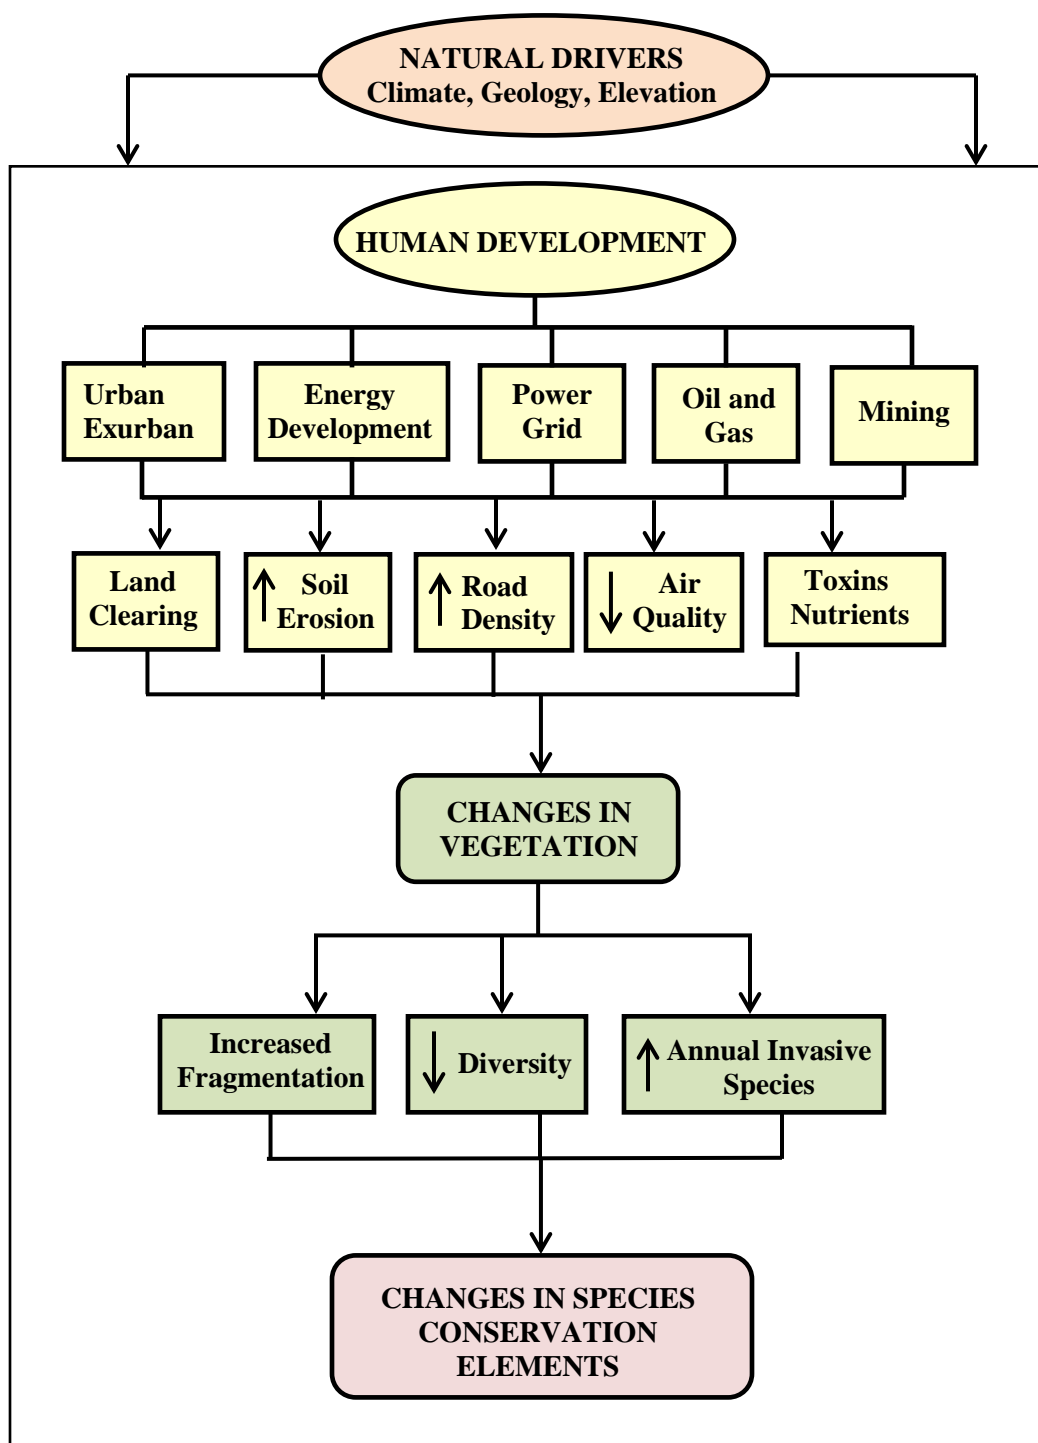 NATURAL DRIVERS
Climate, Geology, Elevation
HUMAN DEVELOPMENT
Urban
Exurban
Energy
Development
Power
Grid
Oil and
Gas
Mining
Land
Clearing
Soil
Erosion
Road
Density
Air
Quality
Toxins
Nutrients
CHANGES IN
VEGETATION
Increased
Fragmentation
Diversity
Annual Invasive
Species
CHANGES IN SPECIES
CONSERVATION
ELEMENTS